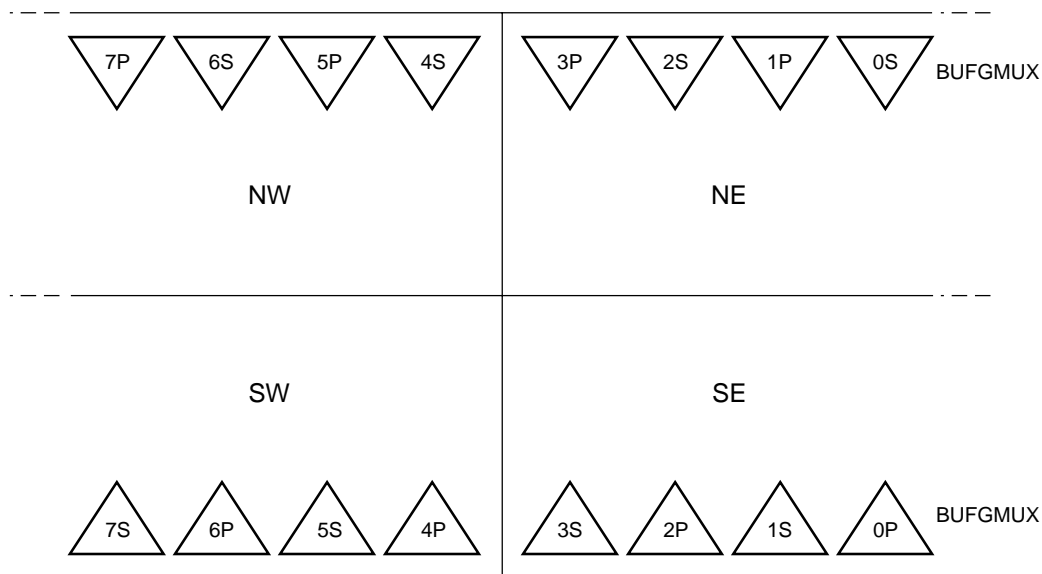 7P 6S 5P 4S 3P 2S 1P 0S BUFGMUX
NW NE
SW SE
7S 6P 5S 4P 3S 2P 1S 0P BUFGMUX